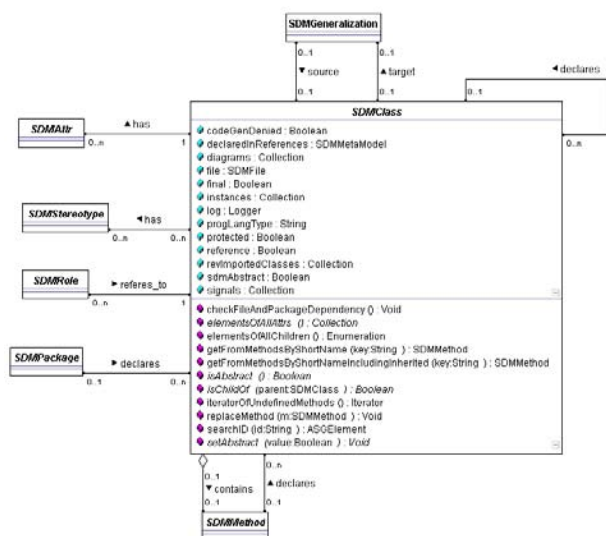 SDMGeneralization
0..1 0..1
▼ source ▲ target ◄ declares
0..1 0..1 0..1
SDMClass
SDMAttr ▲ has
0..n 1 0..n
codeGenDenied : Boolean
declaredInReferences : SDMMetaModel
diagrams : Collection
file : SDMFile
final : Boolean
instances : Collection
log : Logger
progLangType : String
protected : Boolean
reference : Boolean
revImportedClasses : Collection
sdmAbstract : Boolean
signals : Collection
SDMStereotype ◄ has
0..n 0..n
SDMRole ► referes_to
0..n 1
checkFileAndPackageDependency () : Void
elementsOfAllAttrs () : Collection
elementsOfAllChildren () : Enumeration
getFromMethodsByShortName (key:String ) : SDMMethod
getFromMethodsByShortNameIncludingInherited (key:String ) : SDMMethod
isAbstract () : Boolean
isChildOf (parent:SDMClass ) : Boolean
iteratorOfUndefinedMethods () : Iterator
replaceMethod (m:SDMMethod ) : Void
searchID (id:String ) : ASGElement
setAbstract (value:Boolean ) : Void
SDMPackage ► declares
0..1 0..n
0..1 0..n
▼ contains ▲ declares
0..1 0..1
SDMMethod